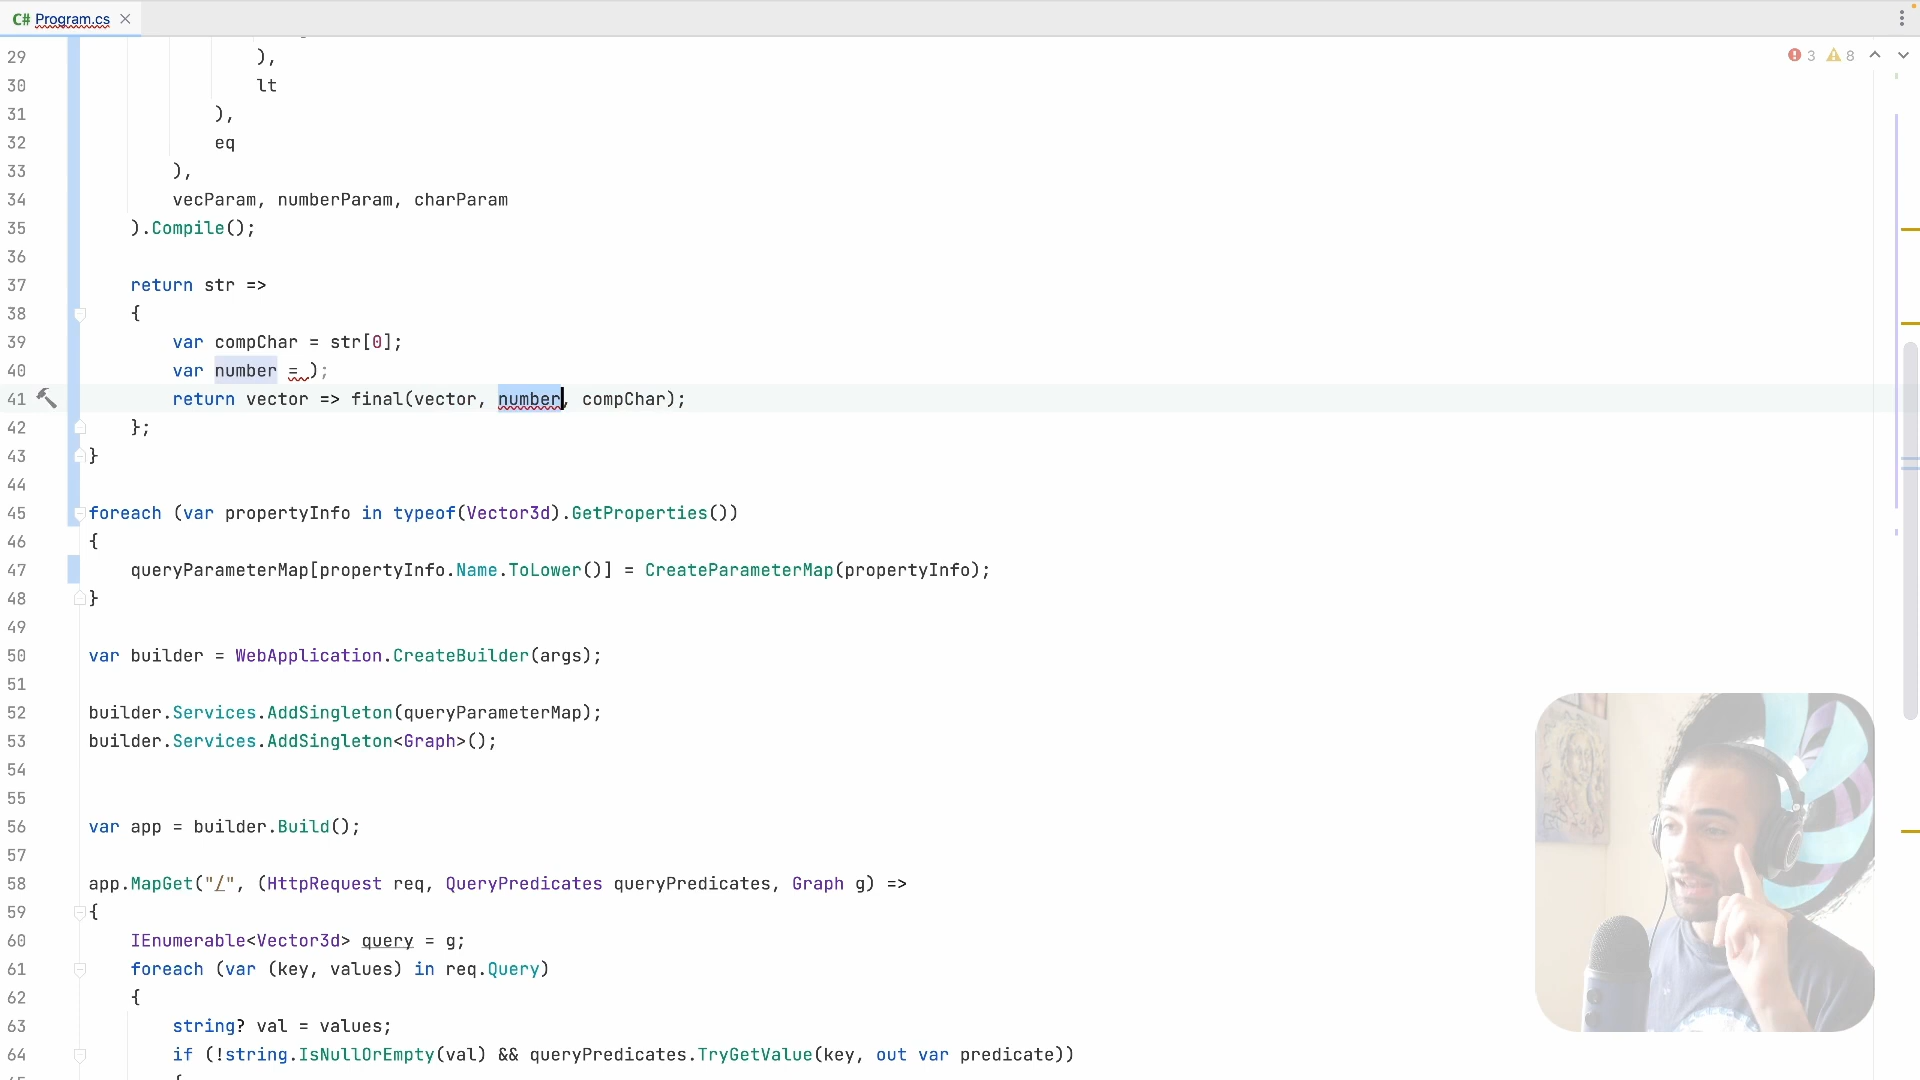 C# Program.cs
3 8
29 ),
30 lt
31 ),
32 eq
33 ),
34 vecParam, numberParam, charParam
35 ).Compile();
36
37 return str =>
38 {
39 var compChar = str[0];
40 var number = );
41 return vector => final(vector, number, compChar);
42 };
43 }
44
45 foreach (var propertyInfo in typeof(Vector3d).GetProperties())
46 {
47 queryParameterMap[propertyInfo.Name.ToLower()] = CreateParameterMap(propertyInfo);
48 }
49
50 var builder = WebApplication.CreateBuilder(args);
51
52 builder.Services.AddSingleton(queryParameterMap);
53 builder.Services.AddSingleton<Graph>();
54
55
56 var app = builder.Build();
57
58 app.MapGet("/", (HttpRequest req, QueryPredicates queryPredicates, Graph g) =>
59 {
60 IEnumerable<Vector3d> query = g;
61 foreach (var (key, values) in req.Query)
62 {
63 string? val = values;
64 if (!string.IsNullOrEmpty(val) && queryPredicates.TryGetValue(key, out var predicate))